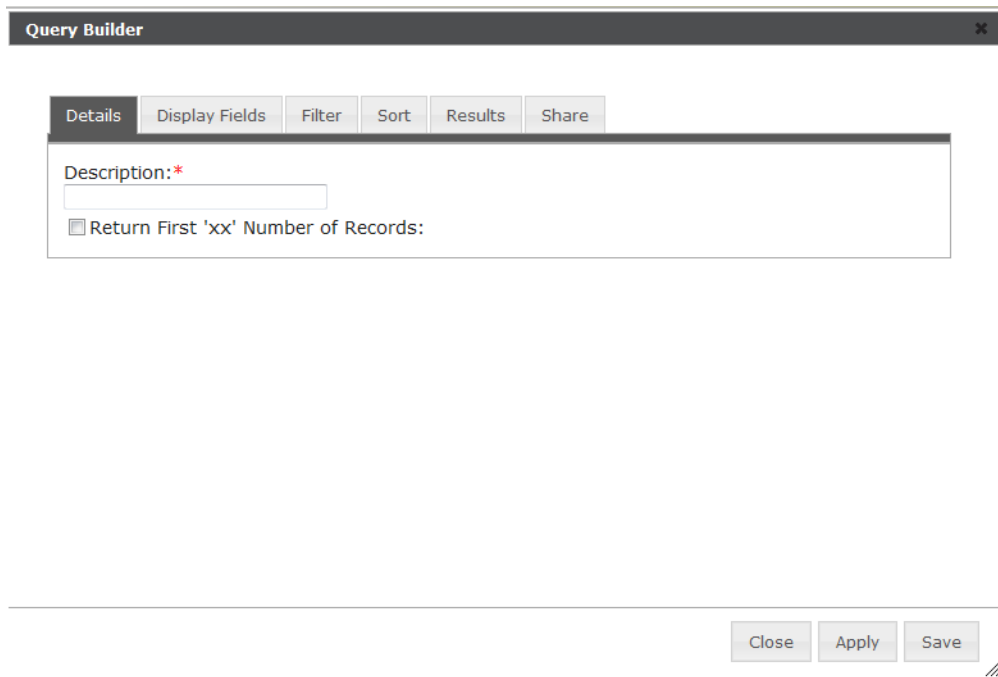 Query Builder
Details Display Fields Filter Sort Results Share
Description:*
Return First 'xx' Number of Records:
Close Apply Save